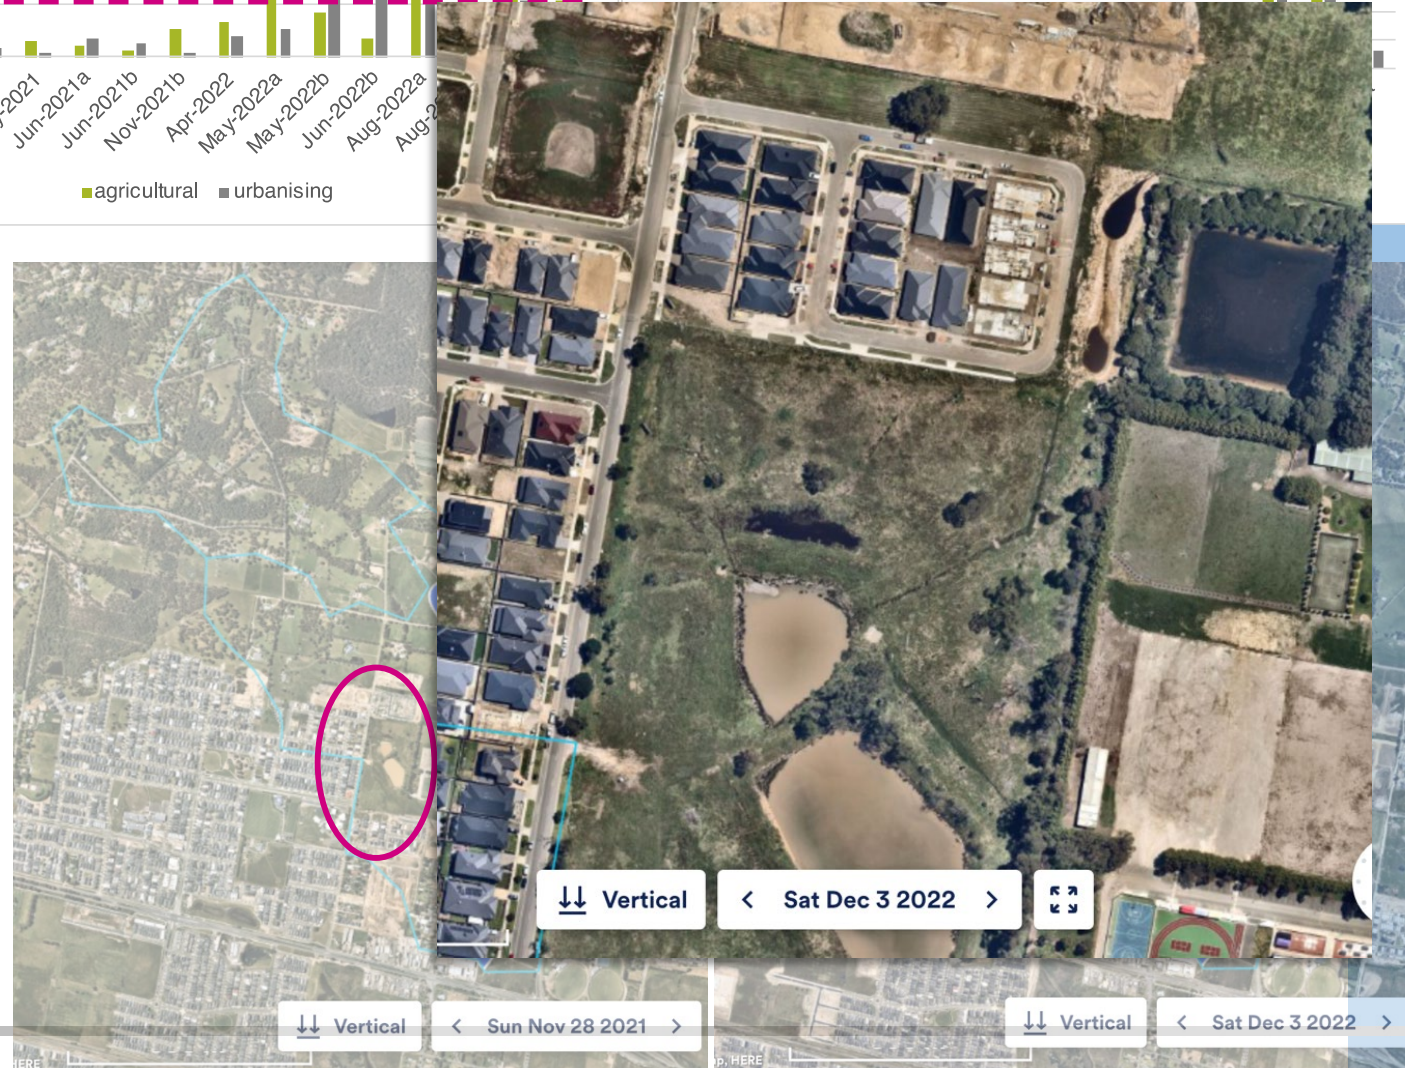 Jun-2021a
Jun-2021b
Nov-2021b
Apr-2022
May-2022a
May-2022b
Jun-2022b
Aug-2022a
agricultural
urbanising
Vertical
Sat Dec 3 2022
Vertical
Sun Nov 28 2021
Vertical
Sat Dec 3 2022
HERE
HERE